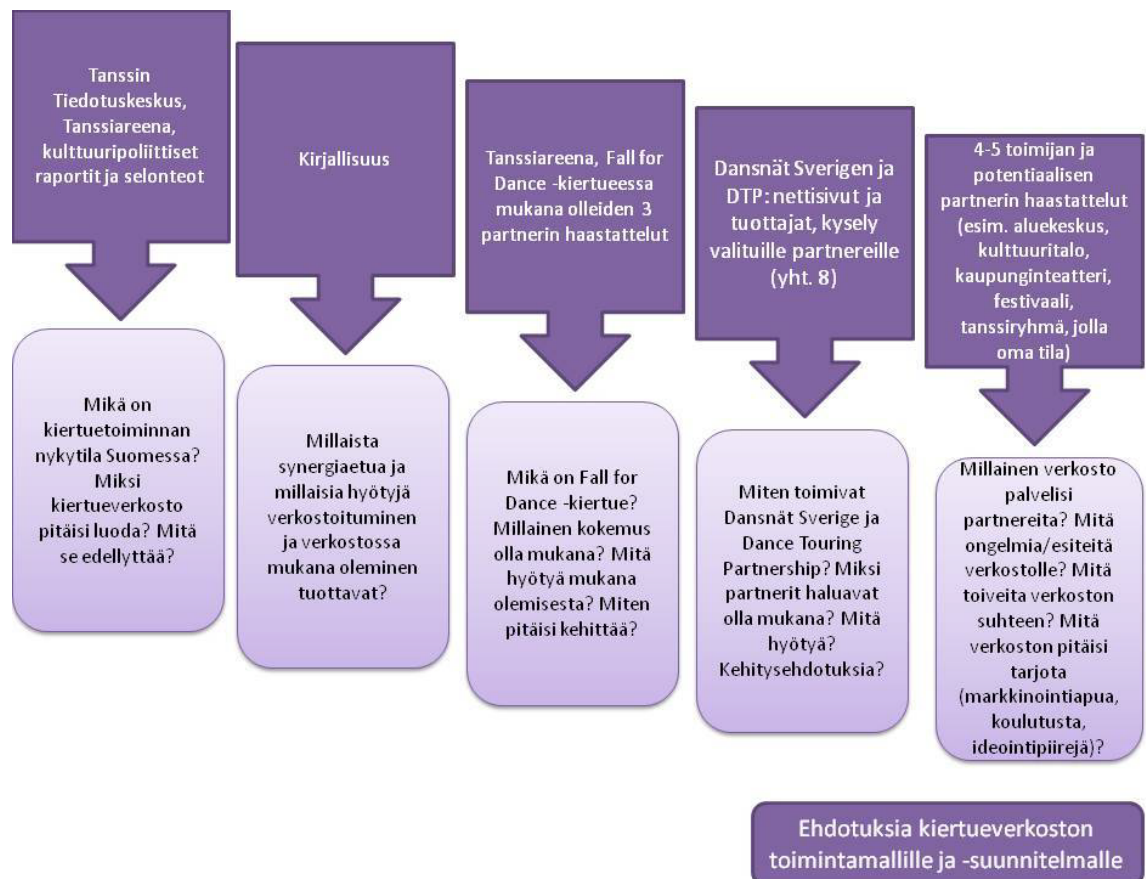 Tanssin
Tiedotuskeskus,
Tanssiareena,
kulttuuripoliittiset
raportit ja selonteot
Mikä on
kiertuetoiminnan
nykytila Suomessa?
Miksi
kiertueverkosto
pitäisi luoda? Mitä
se edellyttää?
Kirjallisuus
Millaista
synergiaetua ja
millaisia hyötyjä
verkostoituminen
ja verkostossa
mukana oleminen
tuottavat?
Tanssiareena, Fall for
Dance -kiertueessa
mukana olleiden 3
partnerin haastattelut
Mikä on Fall for
Dance -kiertue?
Millainen kokemus
olla mukana? Mitä
hyötyä mukana
olemisesta? Miten
pitäisi kehittää?
Dansnät Sverigen ja
DTP: nettisivut ja
tuottajat, kysely
valituille partnereille
(yht. 8)
Miten toimivat
Dansnät Sverige ja
Dance Touring
Partnership? Miksi
partnerit haluavat
olla mukana? Mitä
hyötyä?
Kehitysehdotuksia?
4-5 toimijan ja
potentiaalisen
partnerin haastattelut
(esim. aluekeskus,
kulttuuritalo,
kaupunginteatteri,
festivaali,
tanssiryhmä, jolla
oma tila)
Millainen verkosto
palvelisi
partnereita? Mitä
ongelmia/esiteitä
verkostolle? Mitä
toiveita verkoston
suhteen? Mitä
verkoston pitäisi
tarjota
(markkinointiapua,
koulutusta,
ideointipiirejä)?
Ehdotuksia kiertueverkoston
toimintamallille ja -suunnitelmalle